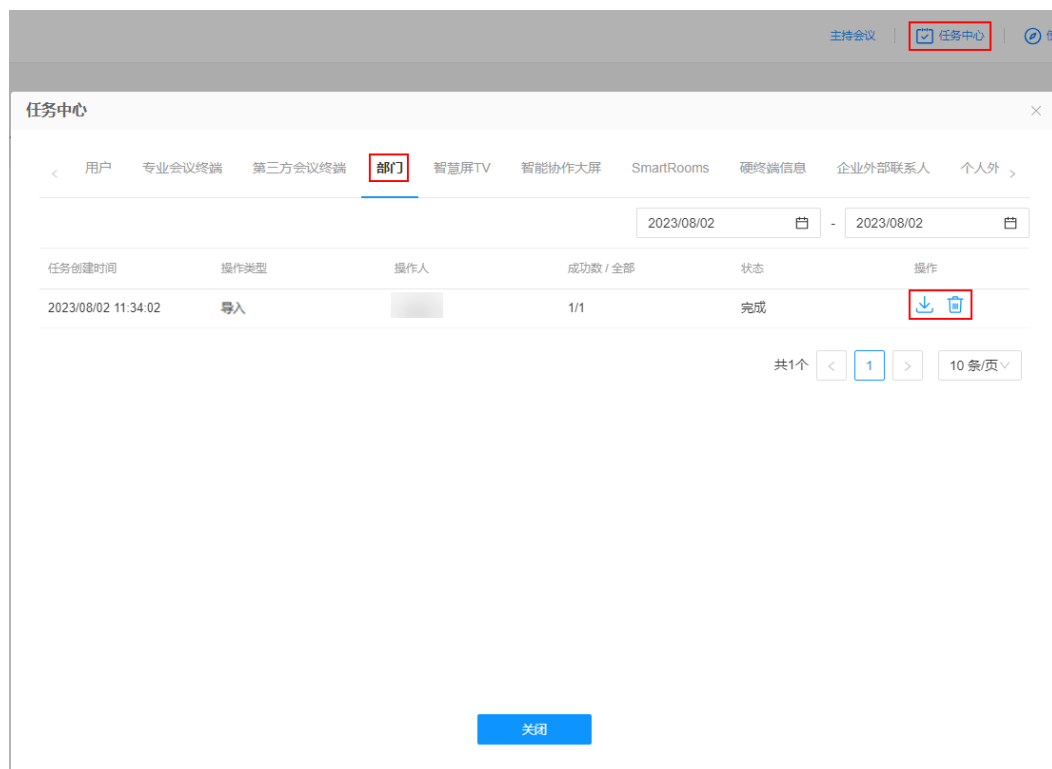 主持会议 任务中心
任务中心
用户 专业会议终端 第三方会议终端 部门 智慧屏TV 智能协作大屏 SmartRooms 硬终端信息 企业外部联系人 个人外
2023/08/02 - 2023/08/02
任务创建时间 操作类型 操作人 成功数 / 全部 状态 操作
2023/08/02 11:34:02 导入 1/1 完成
共1个 < 1 > 10 条/页
关闭